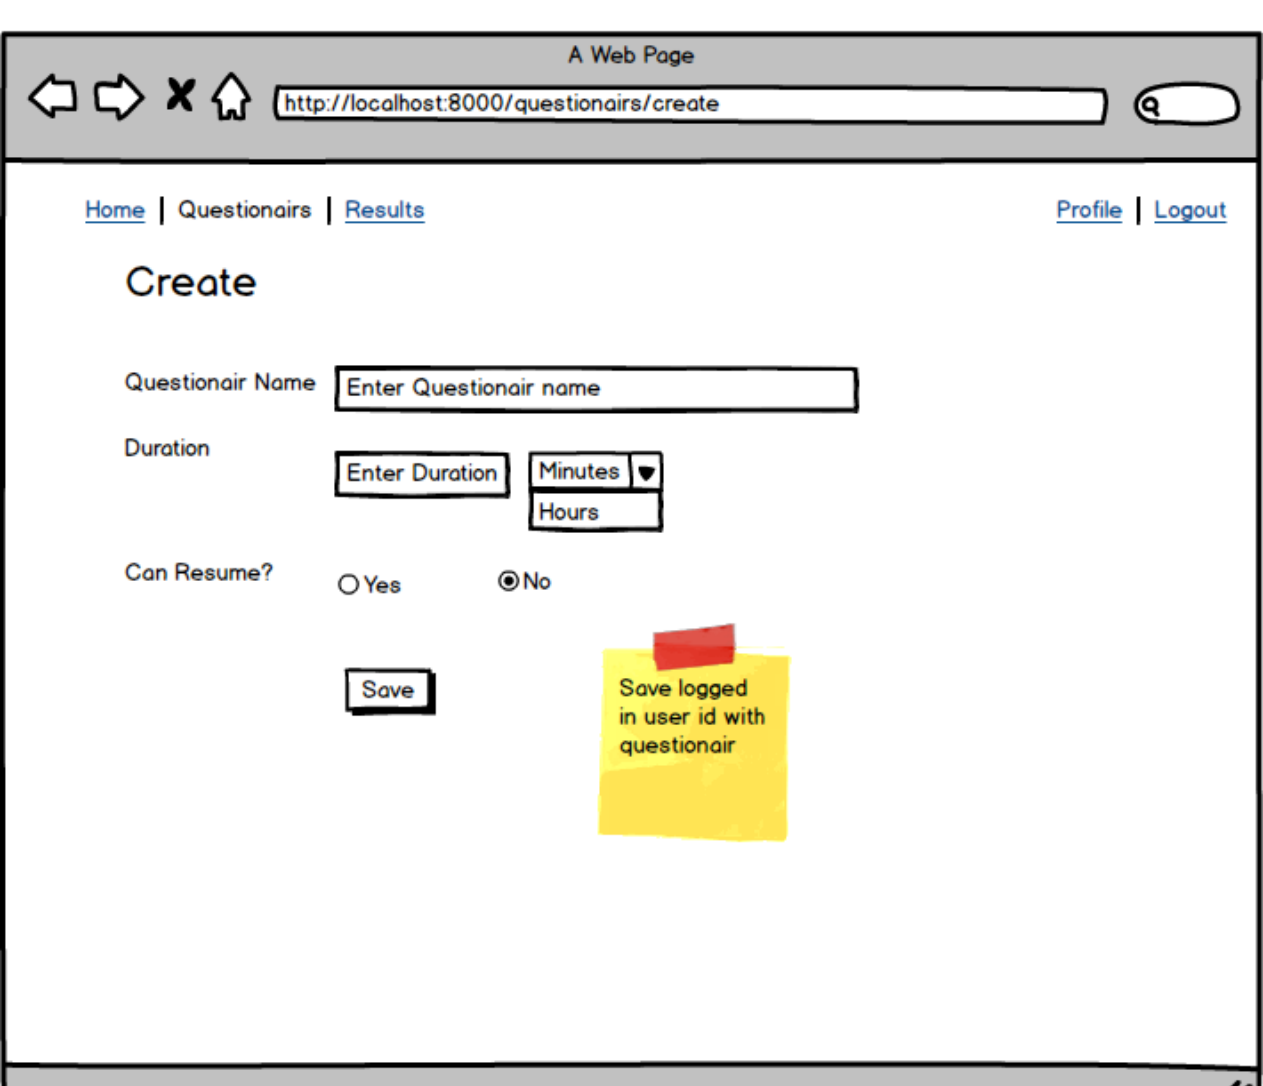 A Web Page
http://localhost:8000/questionairs/create
Home | Questionairs | Results
Profile | Logout
Create
Questionair Name
Enter Questionair name
Duration
Enter Duration
Minutes
Hours
Can Resume?
Yes
No
Save
Save logged
in user id with
questionair